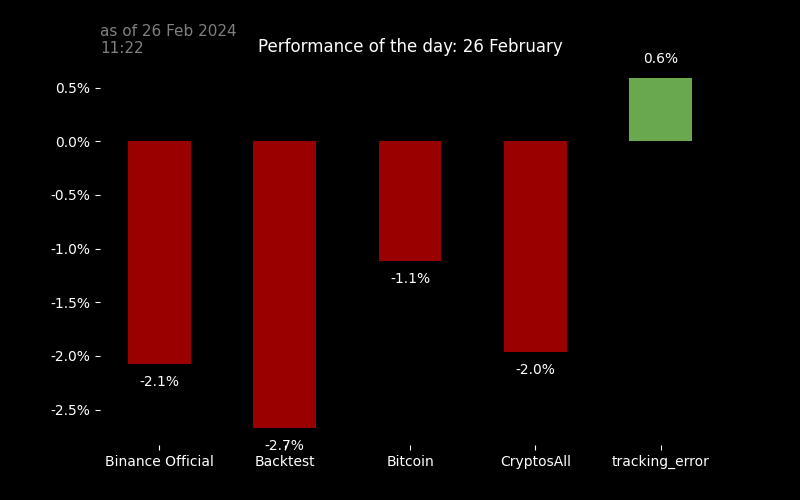 as of 26 Feb 2024
11:22
Performance of the day: 26 February
0.6%
0.5%
0.0%
-0.5%
-1.0%
-1.5%
-2.0%
-2.5%
-2.1%
-2.7%
-1.1%
-2.0%
Binance Official
Backtest
Bitcoin
CryptosAll
tracking_error